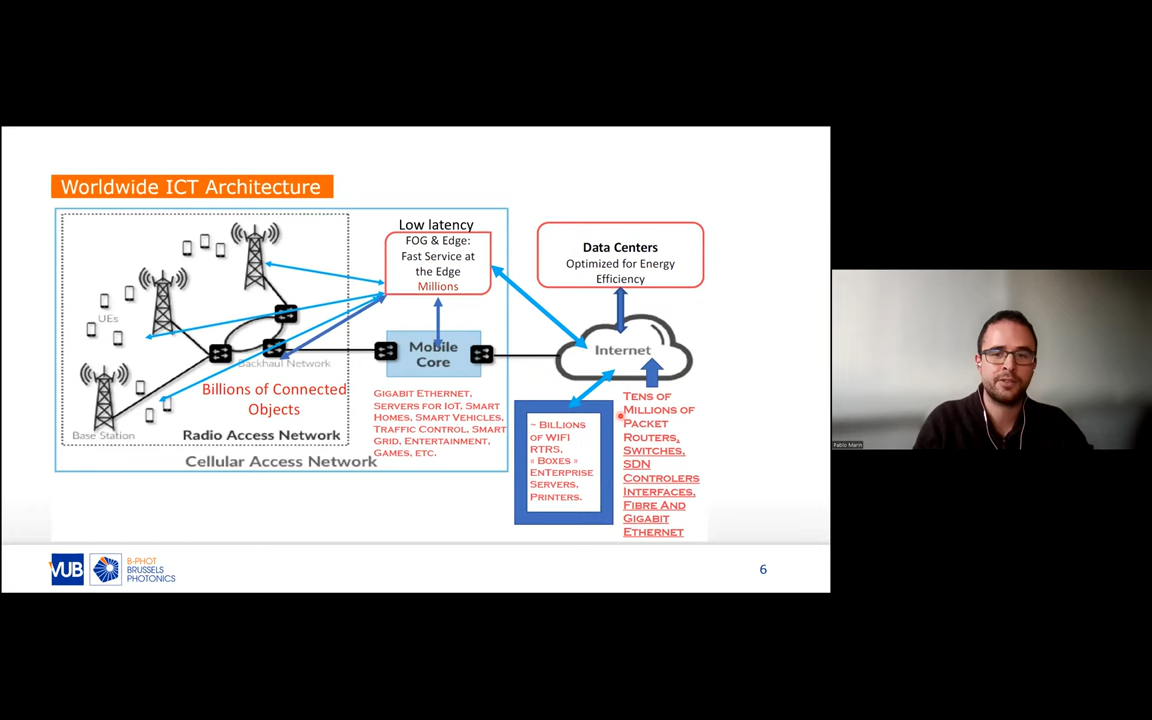 Worldwide ICT Architecture
Low latency
FOG & Edge:
Fast Service at
the Edge
Millions
Data Centers
Optimized for Energy
Efficiency
UEs
Backhaul Network
Mobile
Core
Internet
Billions of Connected
Objects
Base Station
Radio Access Network
Cellular Access Network
GIGABIT ETHERNET,
SERVERS FOR IOT, SMART
HOMES, SMART VEHICLES,
TRAFFIC CONTROL, SMART
GRID, ENTERTAINMENT,
GAMES, ETC.
~ BILLIONS
OF WIFI
RTRS,
« BOXES »
ENTERPRISE
SERVERS,
PRINTERS.
TENS OF
MILLIONS OF
PACKET
ROUTERS,
SWITCHES,
SDN
CONTROLERS
INTERFACES,
FIBRE AND
GIGABIT
ETHERNET
VUB
B-PHOT
BRUSSELS
PHOTONICS
6
Pablo Marin